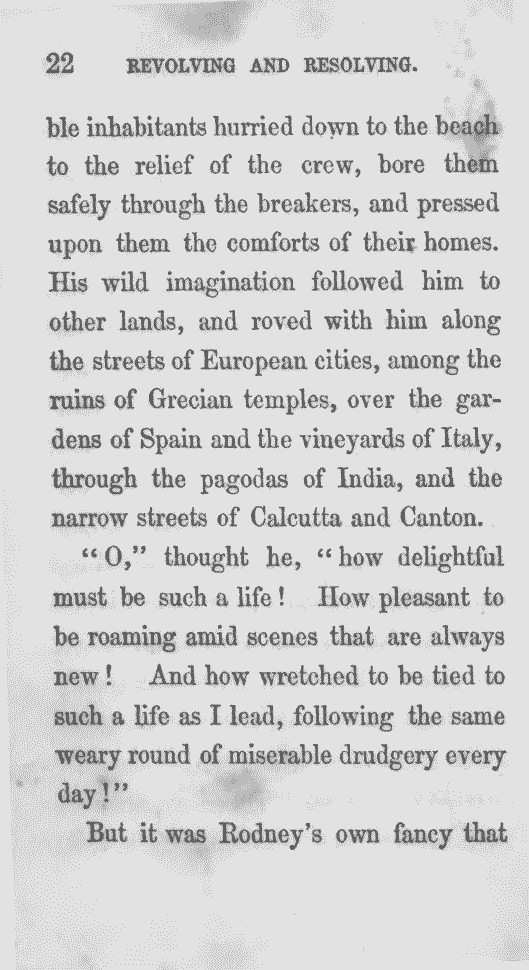 22 REVOLVING AND RESOLVING.
ble inhabitants hurried down to the beach
to the relief of the crew, bore them
safely through the breakers, and pressed
upon them the comforts of their homes.
His wild imagination followed him to
other lands, and roved with him along
the streets of European cities, among the
ruins of Grecian temples, over the gar-
dens of Spain and the vineyards of Italy,
through the pagodas of India, and the
narrow streets of Calcutta and Canton.
“O,” thought he, “how delightful
must be such a life! How pleasant to
be roaming amid scenes that are always
new! And how wretched to be tied to
such a life as I lead, following the same
weary round of miserable drudgery every
day!”
But it was Rodney’s own fancy that